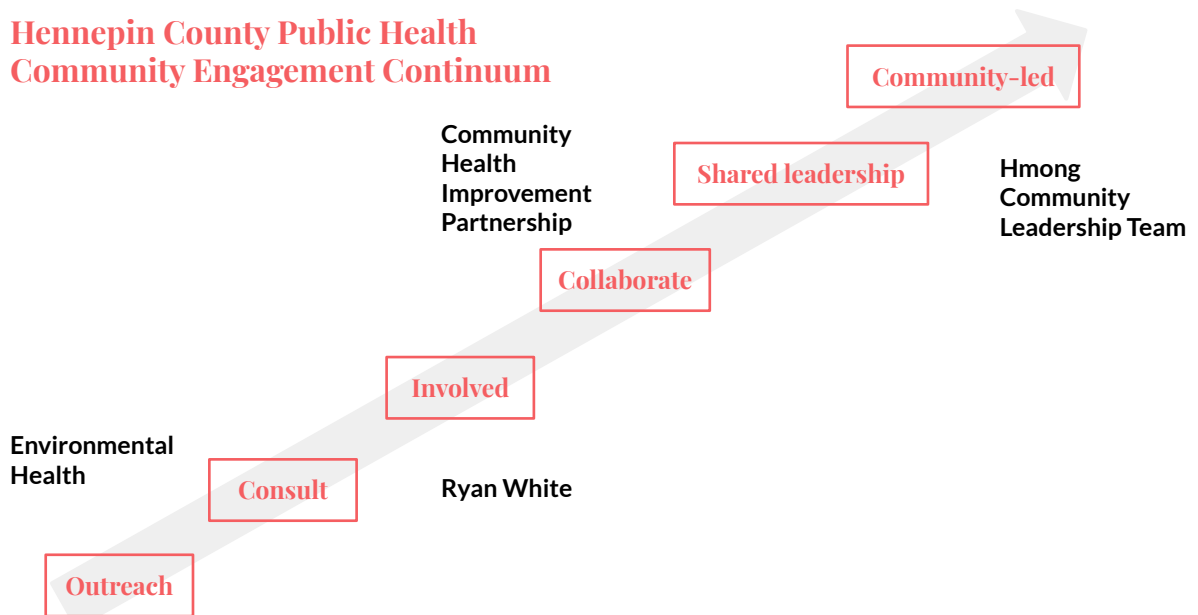 Hennepin County Public Health
Community Engagement Continuum
Community-led
Community
Health
Improvement
Partnership
Shared leadership
Hmong
Community
Leadership Team
Collaborate
Involved
Environmental
Health
Consult
Ryan White
Outreach